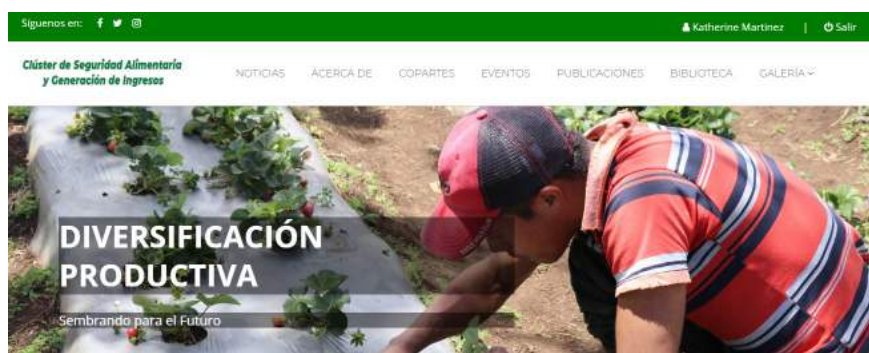 Síguenos en:
Katherine Martinez | Salir
Clúster de Seguridad Alimentaria
y Generación de Ingresos
NOTICIAS ACERCA DE COPARTES EVENTOS PUBLICACIONES BIBLIOTECA GALERÍA
DIVERSIFICACIÓN
PRODUCTIVA
Sembrando para el Futuro